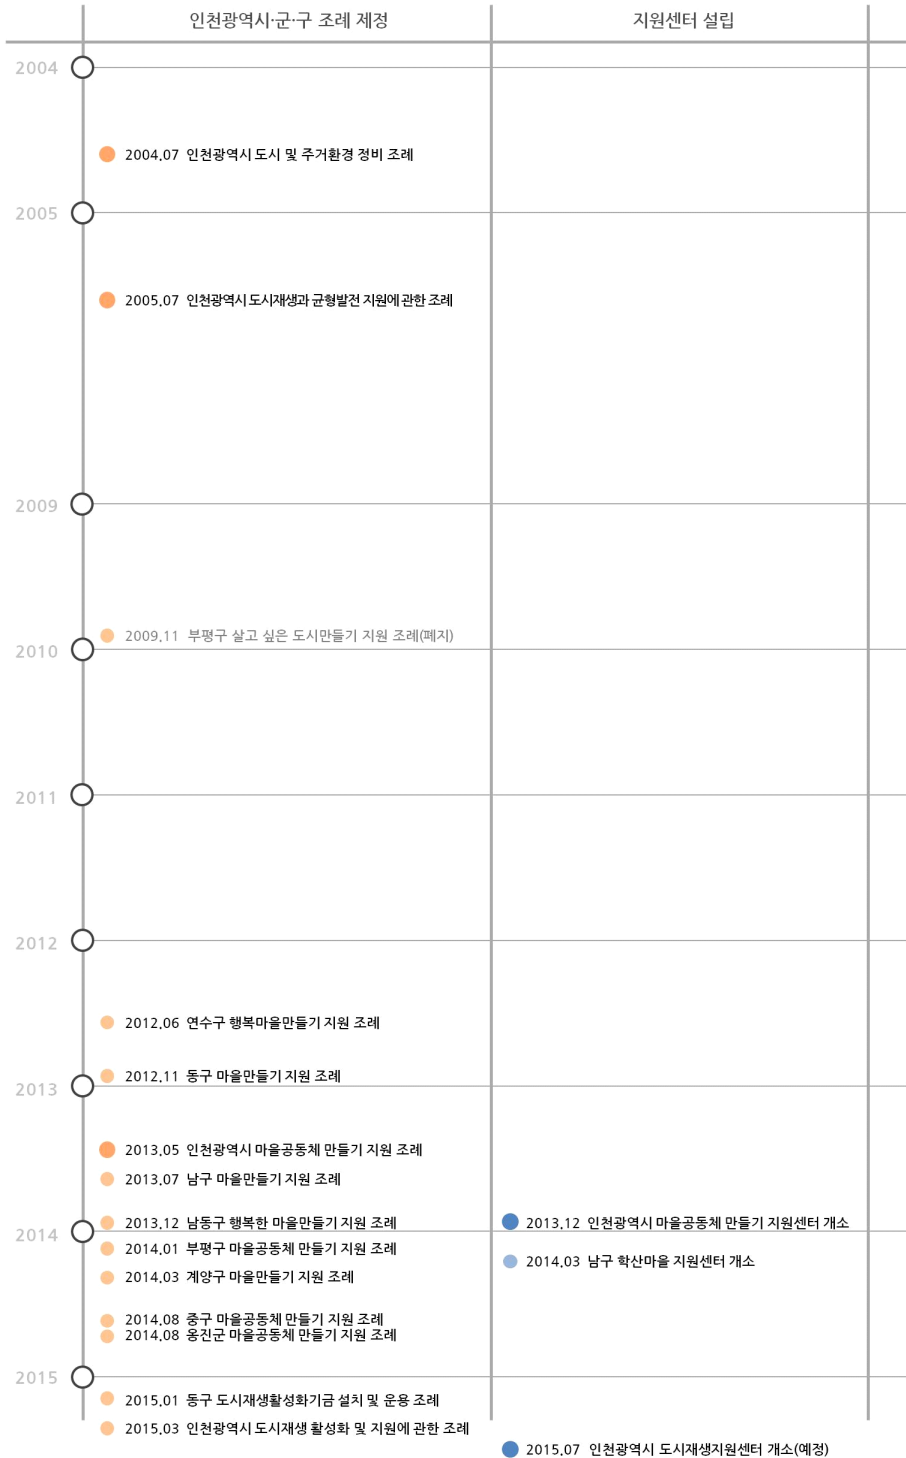 인천광역시·군·구 조례 제정
지원센터 설립
2004
2004.07 인천광역시 도시 및 주거환경 정비 조례
2005
2005.07 인천광역시 도시재생과 균형발전 지원에 관한 조례
2009
2009.11 부평구 살고 싶은 도시만들기 지원 조례(폐지)
2010
2011
2012
2012.06 연수구 행복마을만들기 지원 조례
2012.11 동구 마을만들기 지원 조례
2013
2013.05 인천광역시 마을공동체 만들기 지원 조례
2013.07 남구 마을만들기 지원 조례
2013.12 남동구 행복한 마을만들기 지원 조례
2013.12 인천광역시 마을공동체 만들기 지원센터 개소
2014
2014.01 부평구 마을공동체 만들기 지원 조례
2014.03 남구 학산마을 지원센터 개소
2014.03 계양구 마을만들기 지원 조례
2014.08 중구 마을공동체 만들기 지원 조례
2014.08 옹진군 마을공동체 만들기 지원 조례
2015
2015.01 동구 도시재생활성화기금 설치 및 운용 조례
2015.03 인천광역시 도시재생 활성화 및 지원에 관한 조례
2015.07 인천광역시 도시재생지원센터 개소(예정)